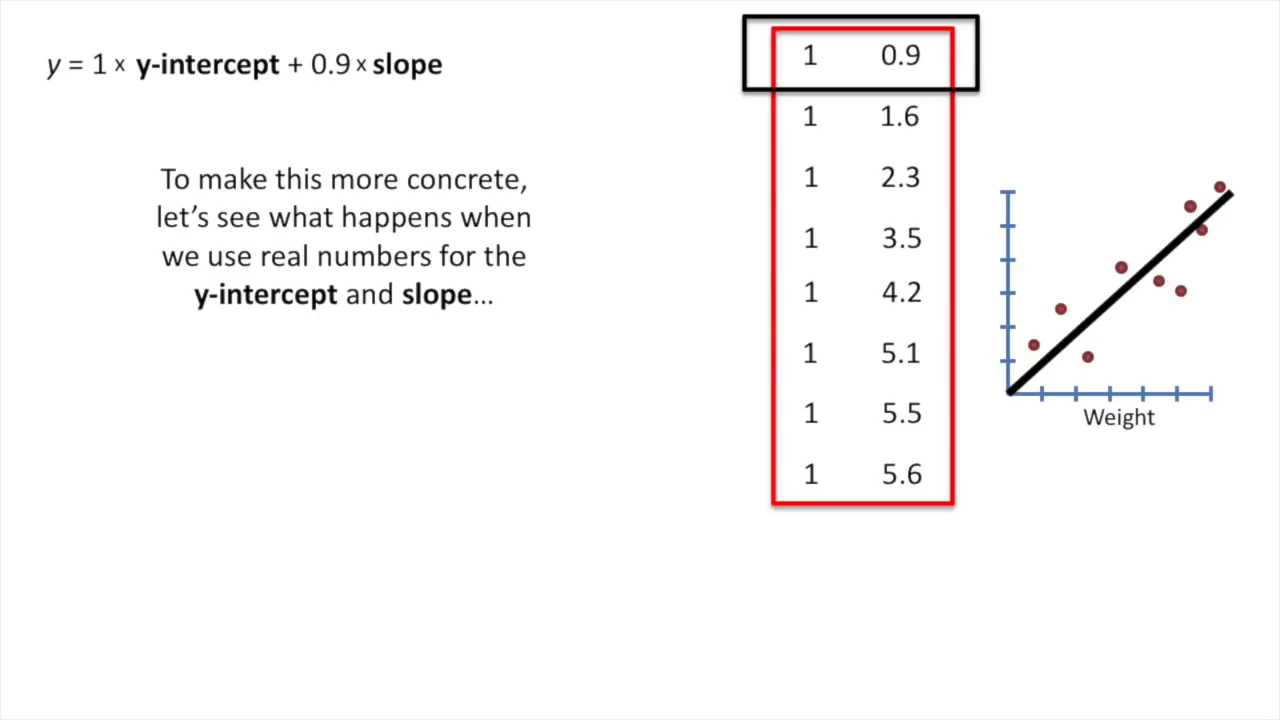 y = 1 x y-intercept + 0.9 x slope
To make this more concrete,
let's see what happens when
we use real numbers for the
y-intercept and slope...
1 0.9
1 1.6
1 2.3
1 3.5
1 4.2
1 5.1
1 5.5
1 5.6
Weight